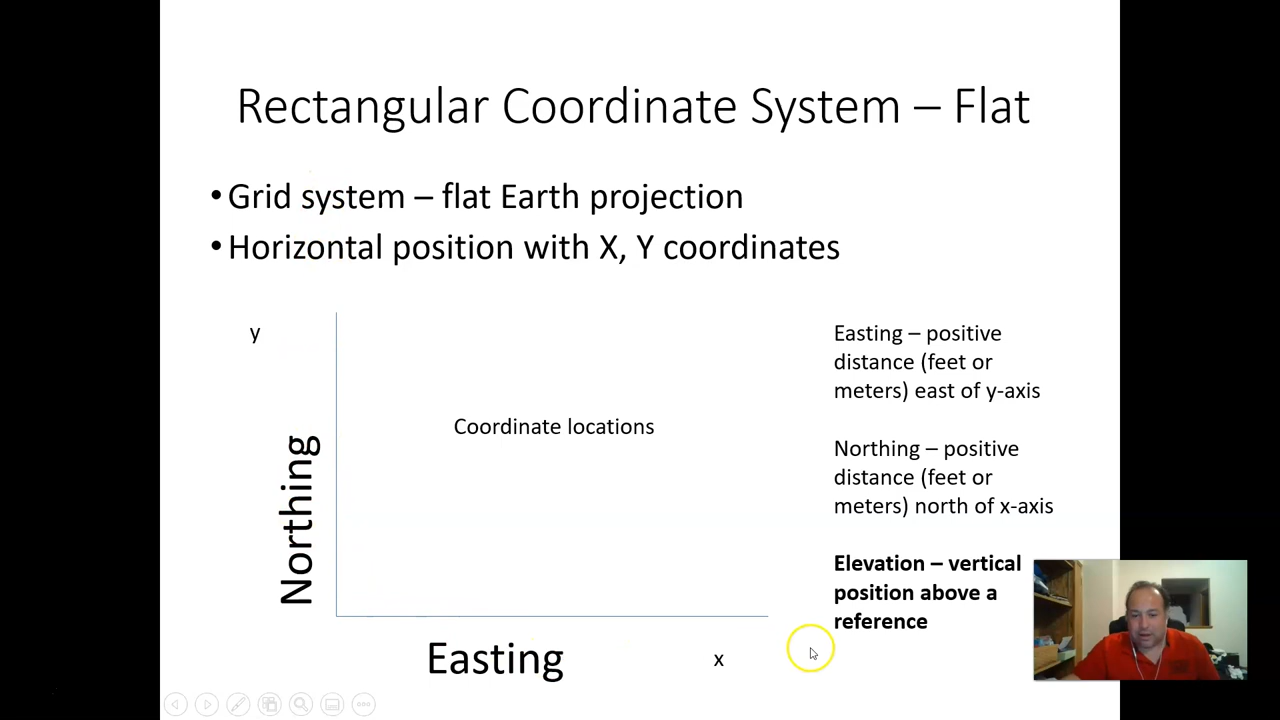 Rectangular Coordinate System – Flat
•Grid system – flat Earth projection
•Horizontal position with X, Y coordinates
y
Northing
Coordinate locations
Easting
x
Easting – positive
distance (feet or
meters) east of y-axis
Northing – positive
distance (feet or
meters) north of x-axis
Elevation – vertical
position above a
reference